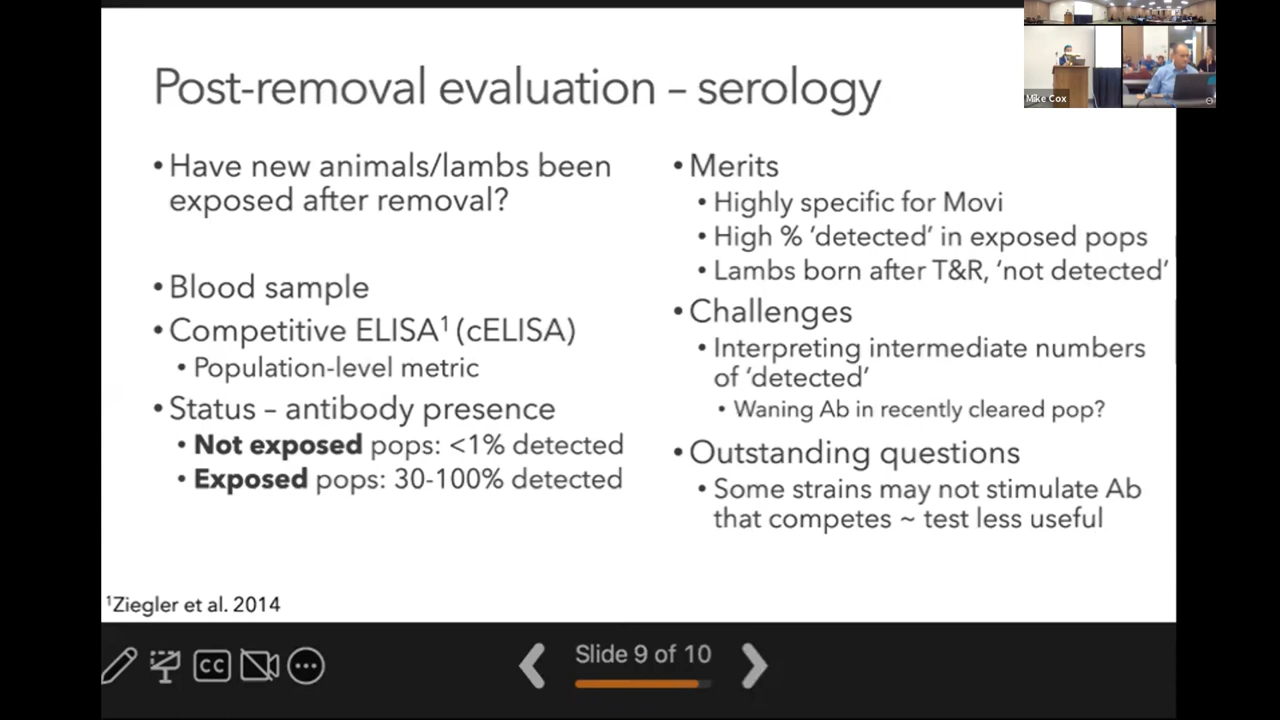 Post-removal evaluation – serology
• Have new animals/lambs been
exposed after removal?
• Blood sample
• Competitive ELISA¹ (cELISA)
• Population-level metric
• Status – antibody presence
• Not exposed pops: <1% detected
• Exposed pops: 30-100% detected
• Merits
• Highly specific for Movi
• High % ‘detected’ in exposed pops
• Lambs born after T&R, ‘not detected’
• Challenges
• Interpreting intermediate numbers
of ‘detected’
• Waning Ab in recently cleared pop?
• Outstanding questions
• Some strains may not stimulate Ab
that competes ~ test less useful
¹Ziegler et al. 2014
Mike Cox
CC
Slide 9 of 10